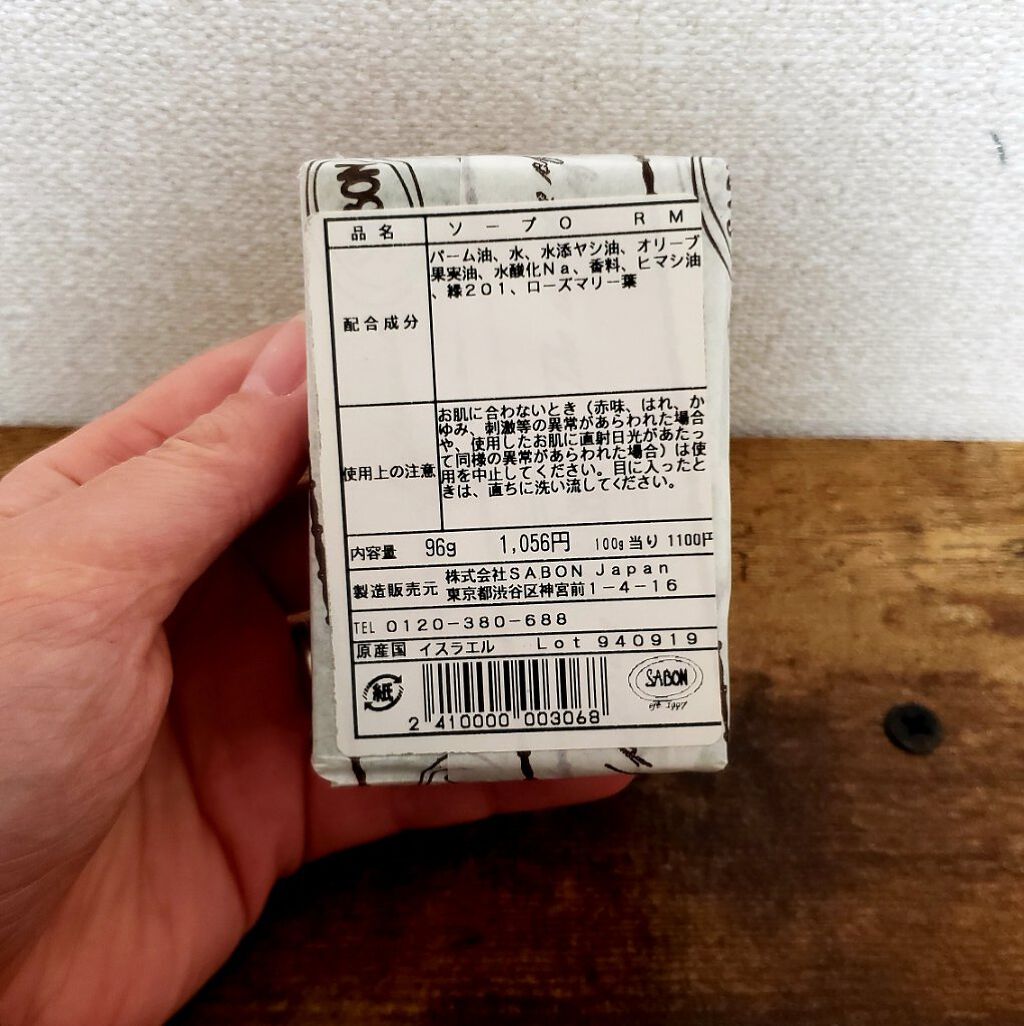 品名 ソープO RM
配合成分
パーム油、水、水添ヤシ油、オリーブ
果実油、水酸化Na、香料、ヒマシ油
、緑201、ローズマリー葉
使用上の注意
お肌に合わないとき（赤味、はれ、か
ゆみ、刺激等の異常があらわれた場合
や、使用したお肌に直射日光があたっ
て同様の異常があらわれた場合）は使
用を中止してください。目に入ったと
きは、直ちに洗い流してください。
内容量 96g 1,056円 100g当り 1100円
製造販売元
株式会社SABON Japan
東京都渋谷区神宮前1-4-16
TEL 0120-380-688
原産国 イスラエル Lot 940919
紙
SABON
2 410000 003068